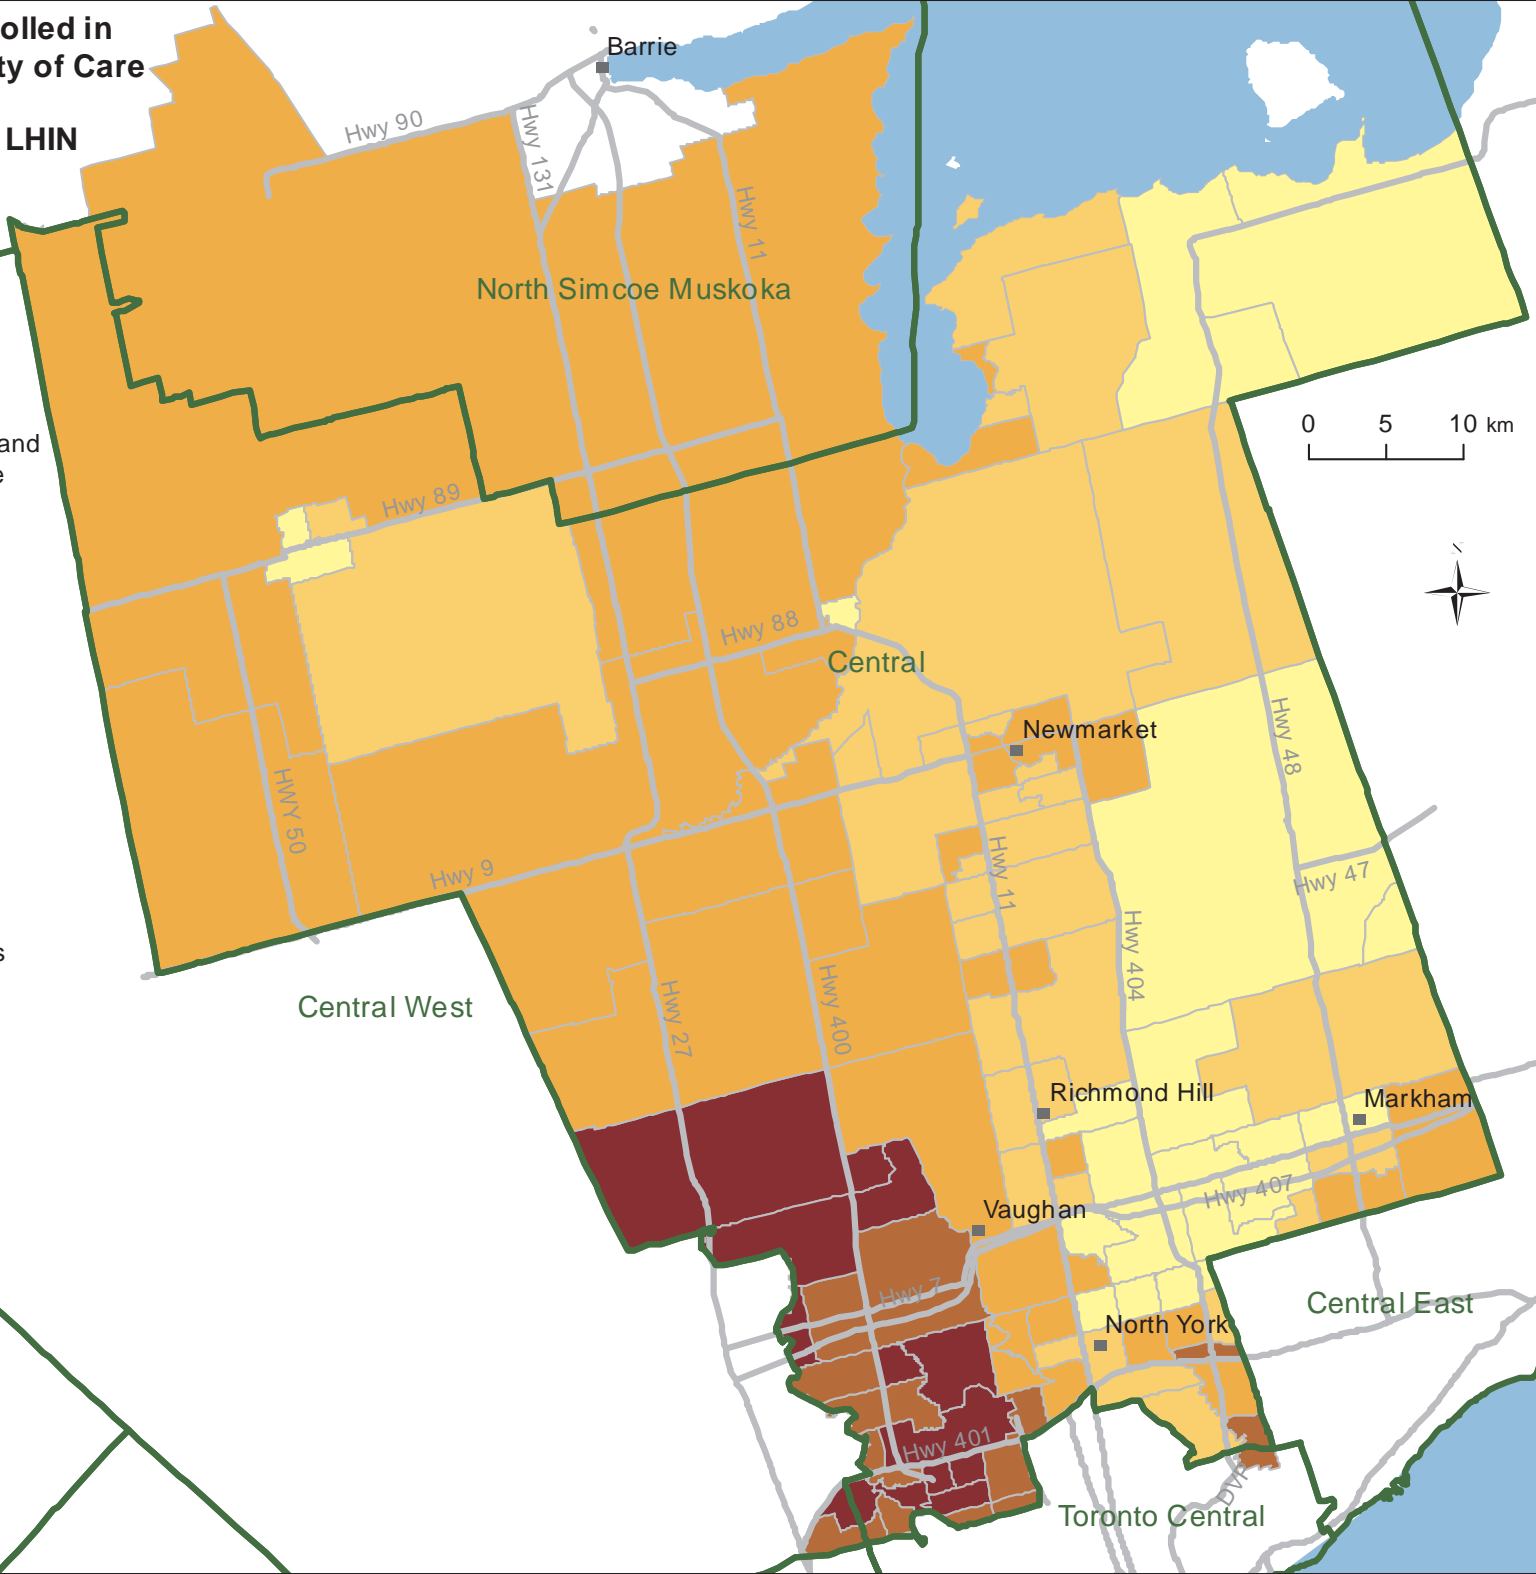 olled in
ty of Care
LHIN
Barrie
Hwy 90
Hwy 131
Hwy 11
North Simcoe Muskoka
0 5 10 km
and
e
Hwy 89
N
Hwy 88
Central
Newmarket
Hwy 48
HWY 50
Hwy 9
Hwy 11
Hwy 47
Hwy 404
s
Central West
Hwy 27
Hwy 400
Richmond Hill
Markham
Hwy 407
Vaughan
Hwy 7
Central East
North York
Hwy 401
DVP
Toronto Central